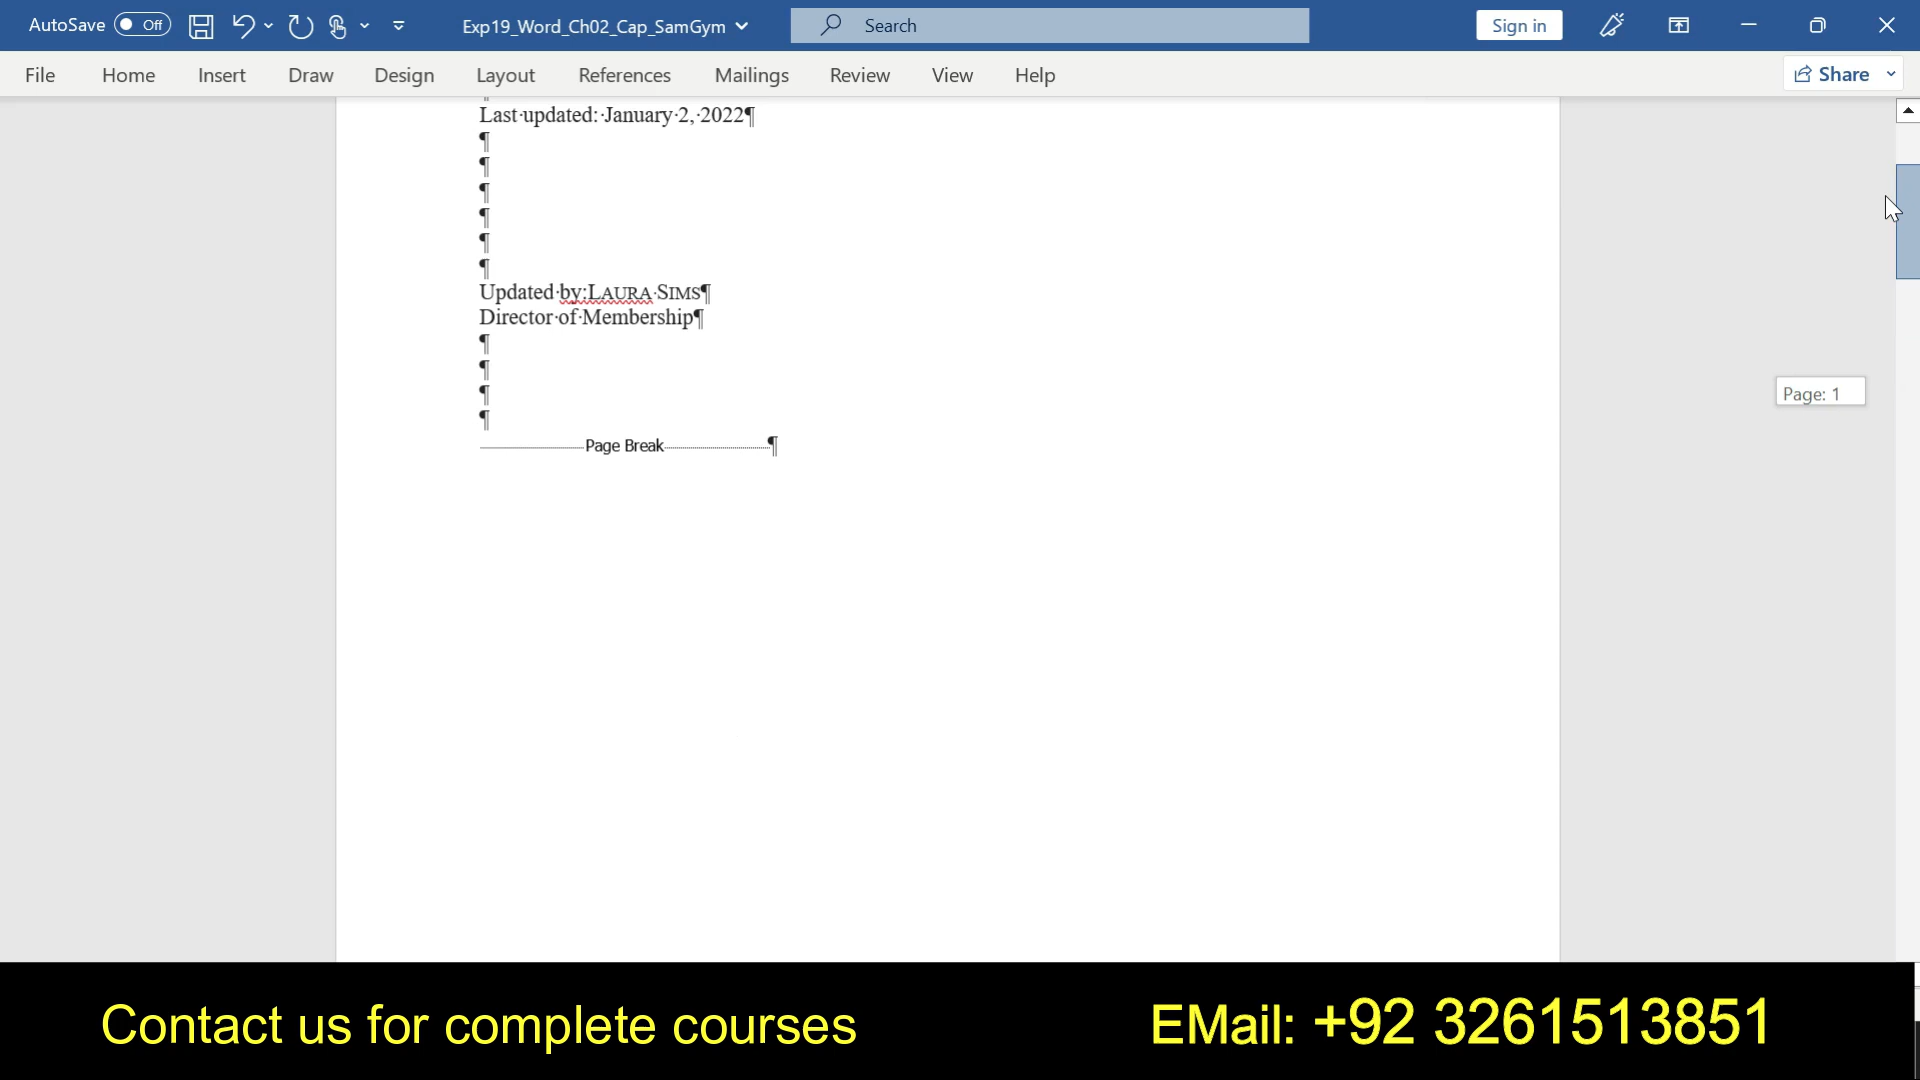 AutoSave Off Exp19_Word_Ch02_Cap_SamGym Search Sign in
File Home Insert Draw Design Layout References Mailings Review View Help Share
Last·updated:·January·2,·2022¶
¶
¶
¶
¶
¶
¶
Updated·by:LAURA·SIMS¶
Director·of·Membership¶
¶
¶
¶
¶
Page Break¶
Page: 1
Contact us for complete courses EMail: +92 3261513851